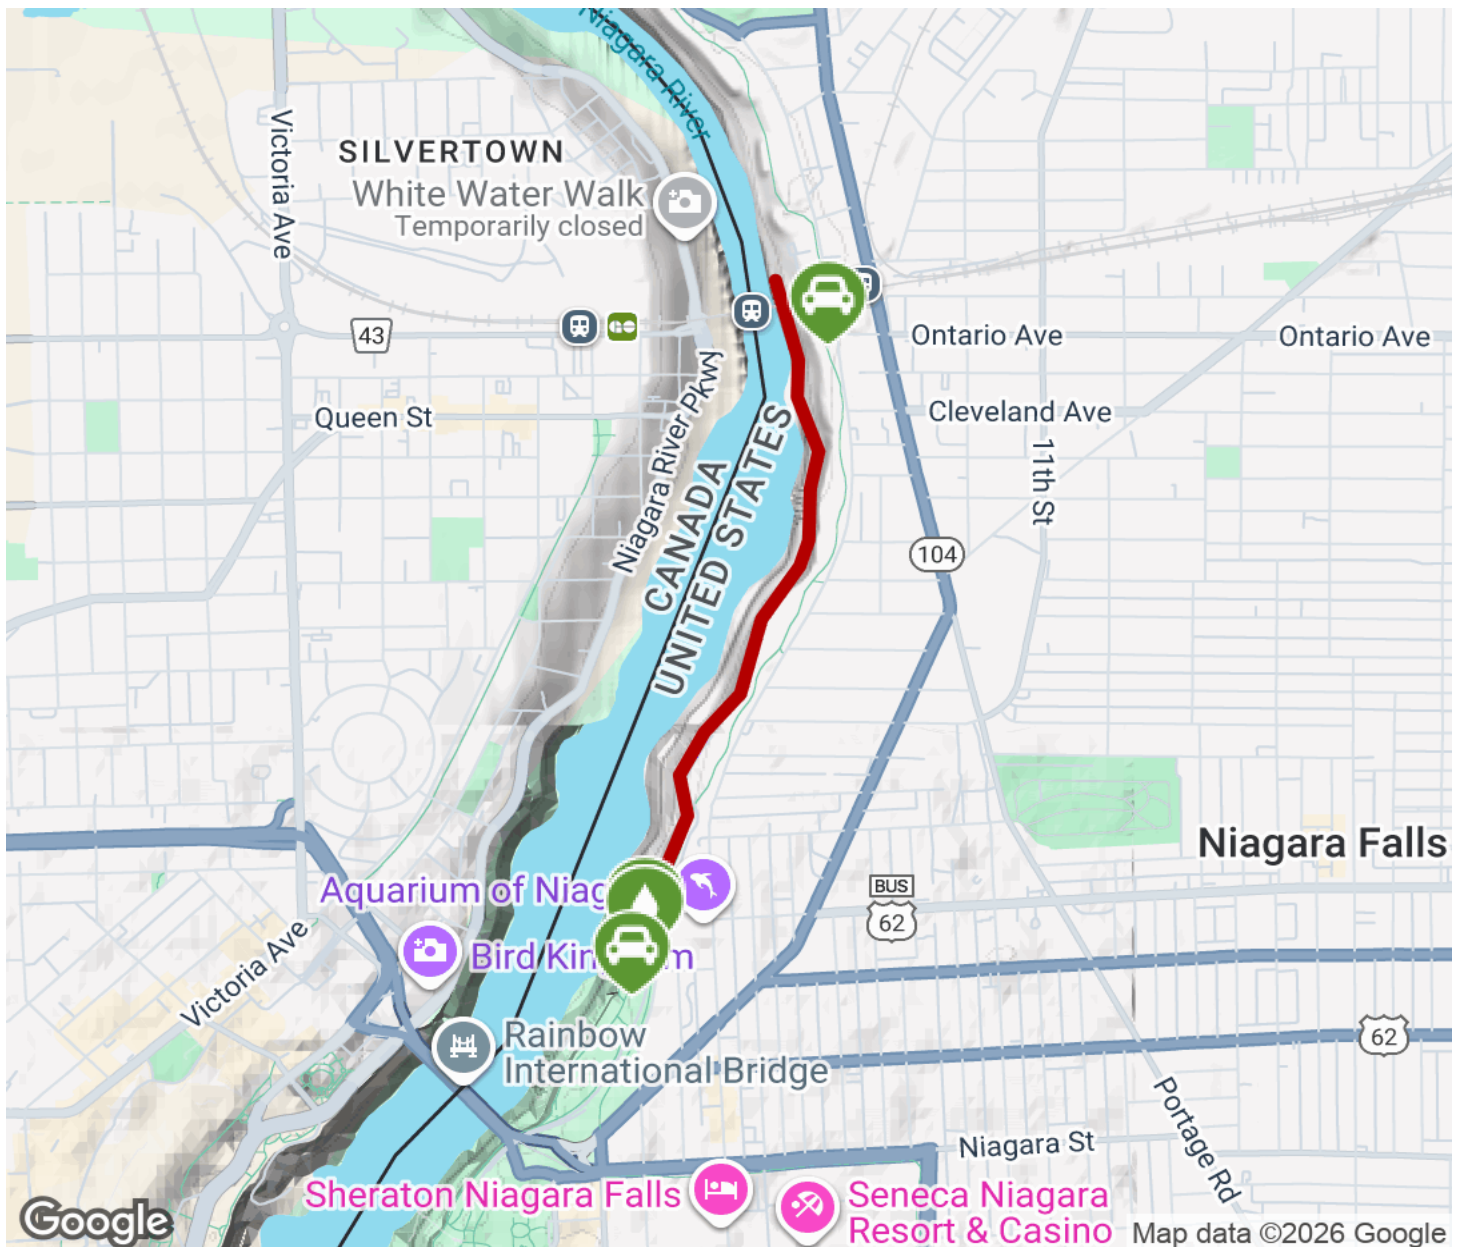 Niagara River
Victoria Ave
SILVERTOWN
White Water Walk
Temporarily closed
43
Ontario Ave
Ontario Ave
Queen St
Niagara River Pkwy
Cleveland Ave
CANADA
UNITED STATES
11th St
104
Niagara Falls
Aquarium of Niag
BUS
62
Bird Kin
m
Victoria Ave
Rainbow
International Bridge
62
Portage Rd
Niagara St
Sheraton Niagara Falls
Seneca Niagara
Resort & Casino
Google
Map data ©2026 Google